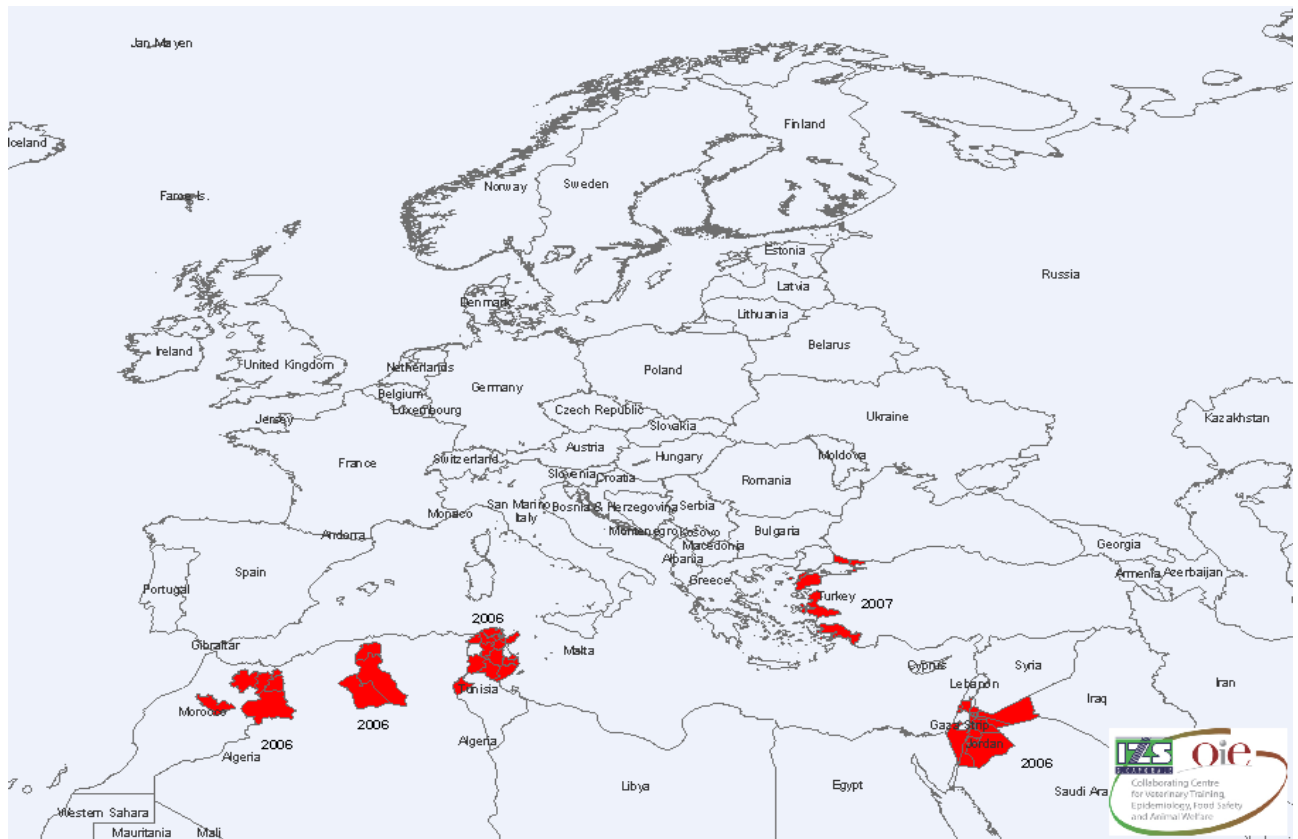 Jan Mayen
Iceland
Finland
Norway
Sweden
Faroe Is.
Estonia
Russia
Latvia
Denmark
Lithuania
Belarus
Ireland
United Kingdom
Netherlands
Poland
Germany
Belgium
Luxembourg
Czech Republic
Ukraine
Kazakhstan
Jersey
Slovakia
Austria
France
Switzerland
Hungary
Moldova
Slovenia
Croatia
Romania
San Marino
Bosnia & Herzegovina
Serbia
Monaco
Italy
Montenegro
Kosovo
Bulgaria
Andorra
Macedonia
Georgia
Albania
Spain
Greece
Armenia
Azerbaijan
Portugal
Turkey
2007
2006
Gibraltar
Malta
Cyprus
Syria
Lebanon
Iraq
Iran
Tunisia
Morocco
Gaza Strip
2006
Algeria
Algeria
Jordan
2006
2006
Libya
Egypt
Saudi Ara
Western Sahara
Mauritania
Mali
IZS
oie
Collaborating Centre
for Veterinary Training,
Epidemiology, Food Safety
and Animal Welfare